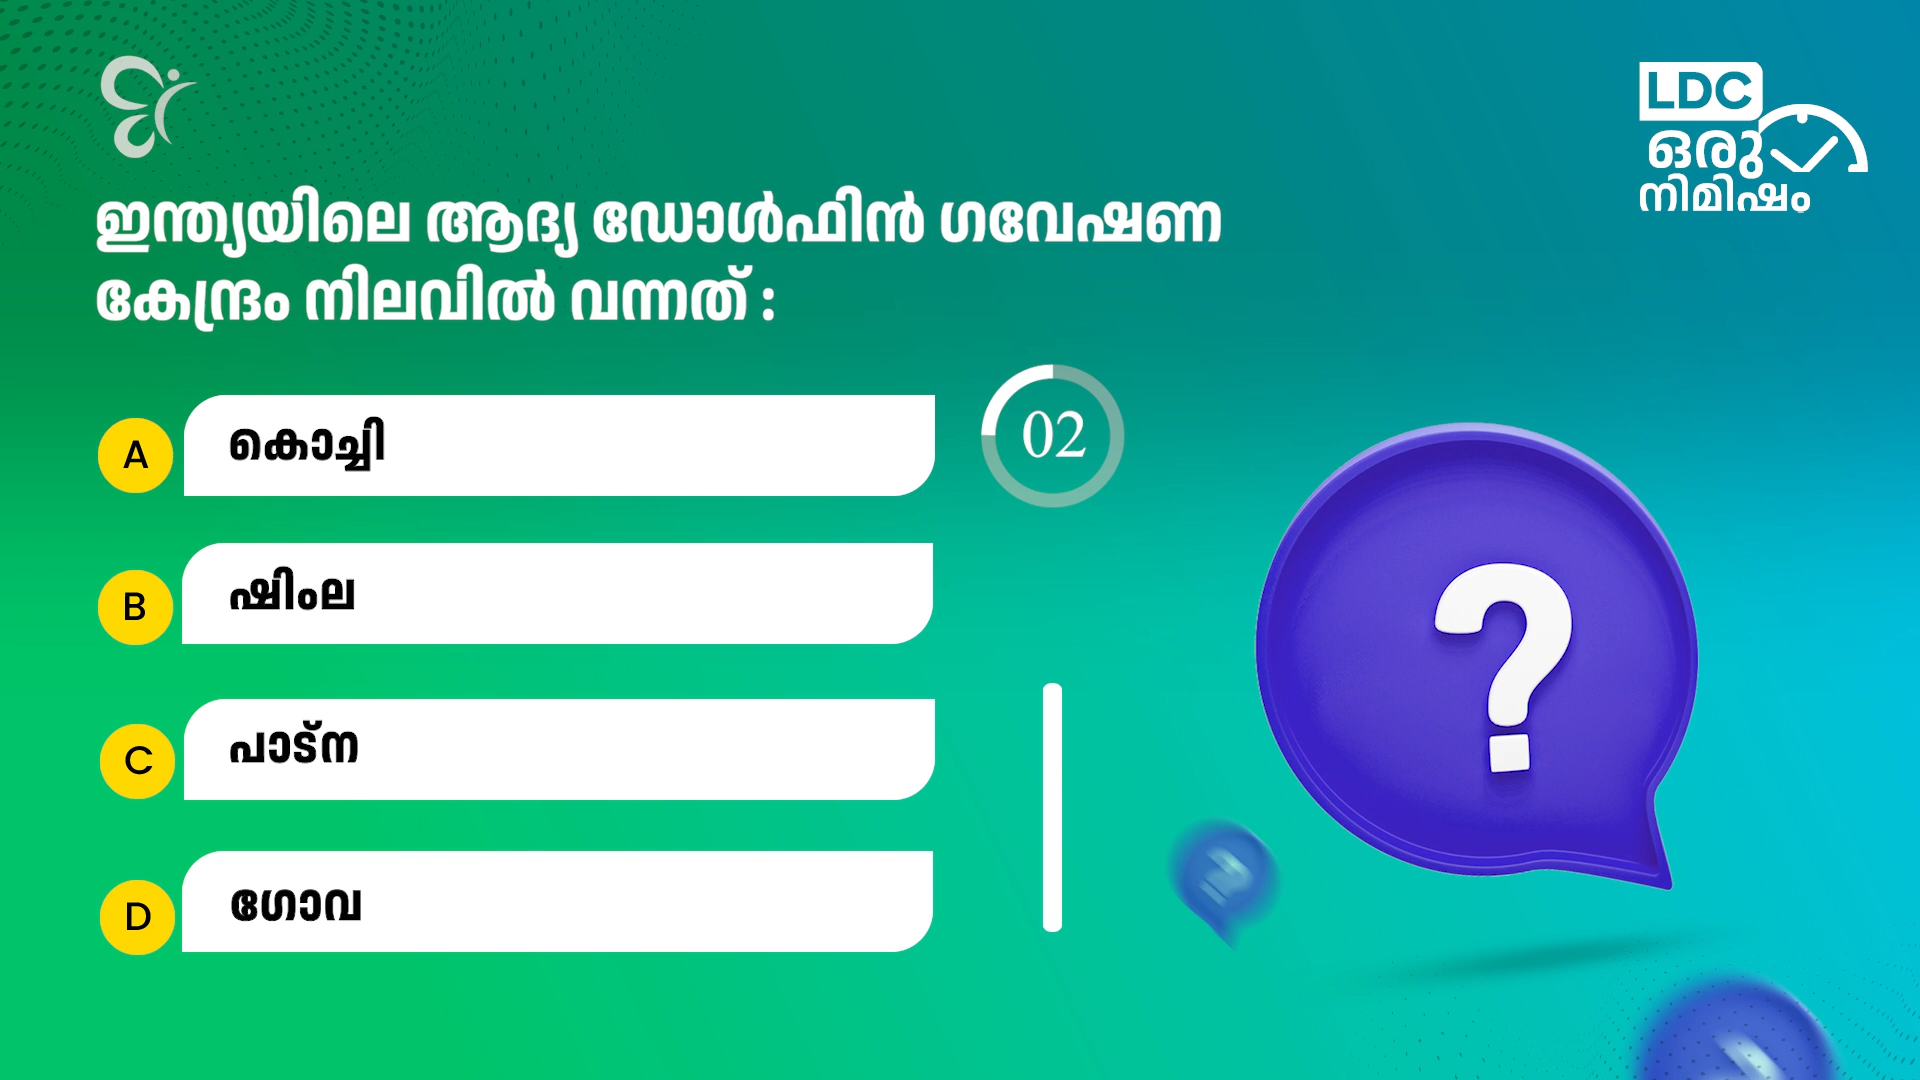 LDC
ഒരു
നിമിഷം
ഇന്ത്യയിലെ ആദ്യ ഡോൾഫിൻ ഗവേഷണ
കേന്ദ്രം നിലവിൽ വന്നത് :
A കൊച്ചി
02
B ഷിംല
C പാട്ന
D ഗോവ
?